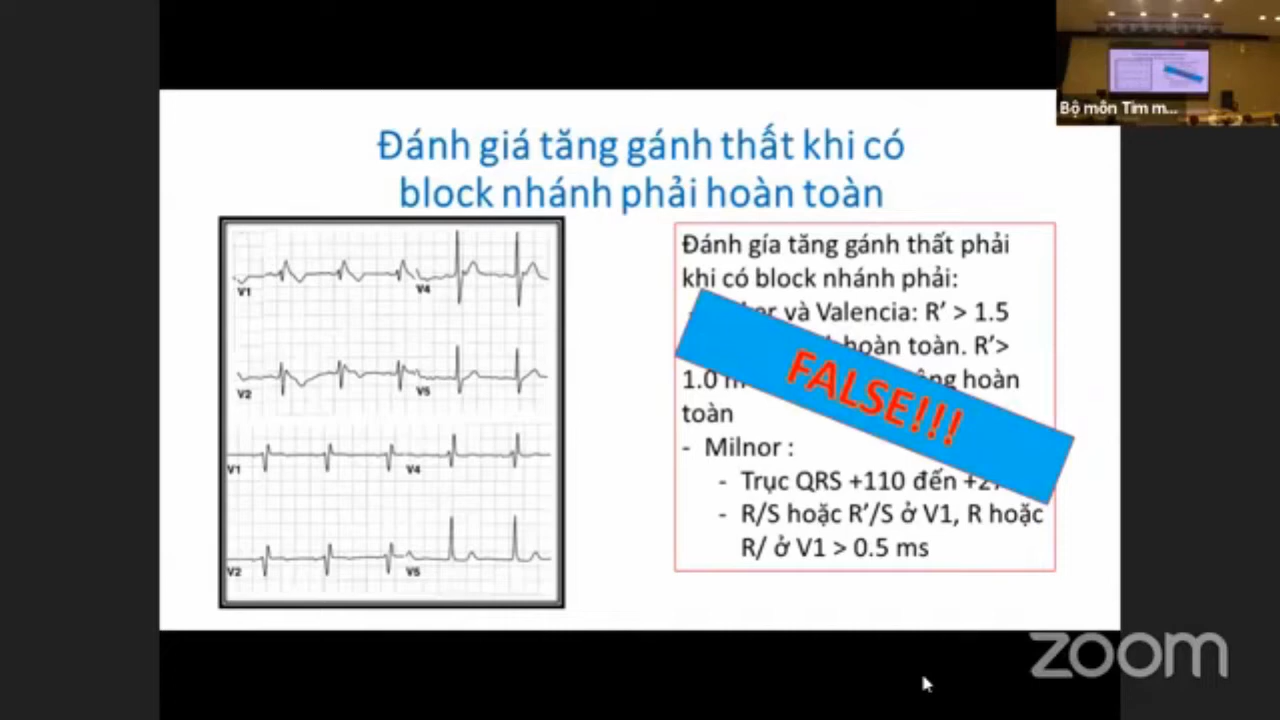 Bộ môn Tim m...
Đánh giá tăng gánh thất khi có
block nhánh phải hoàn toàn
V1
V4
V2
V5
V1
V4
V2
V5
Đánh gía tăng gánh thất phải
khi có block nhánh phải:
và Valencia: R’ > 1.5
hoàn toàn. R’>
1.0 hoàn
toàn
- Milnor :
- Trục QRS +110 đến
- R/S hoặc R’/S ở V1, R hoặc
R/ ở V1 > 0.5 ms
FALSE!!!
zoom